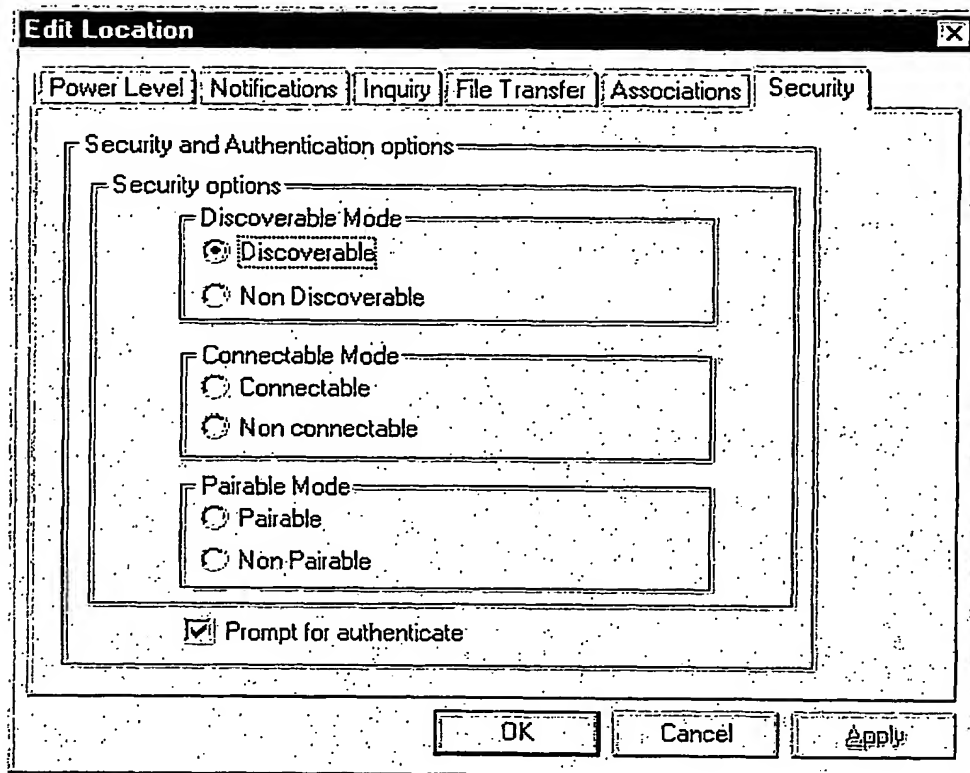 Edit Location
Power Level Notifications Inquiry File Transfer Associations Security
Security and Authentication options
Security options
Discoverable Mode
Discoverable
Non Discoverable
Connectable Mode
Connectable
Non connectable
Pairable Mode
Pairable
Non Pairable
Prompt for authenticate
OK Cancel Apply